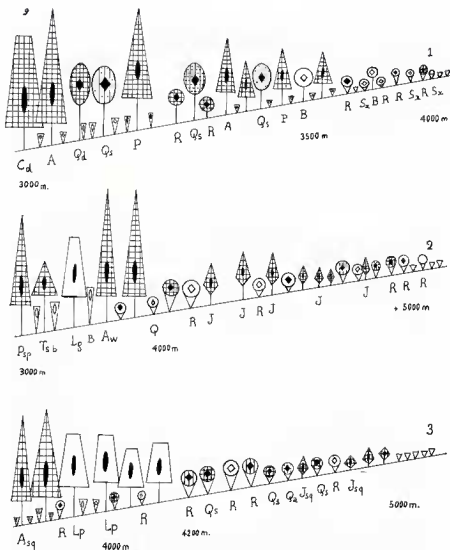 9
1
Cd A Qd Qs P R Qs R A Qs P B R Sx B R R Sx R Sx
3000 m. 3500 m 4000 m
2
Psp Tsb Lg B Aw Q R J J R J J J R R R
3000 m 4000 m + 5000 m
3
Asq R Lp Lp R R Qs R R Qs Qs Jsq Qs R Jsq
4000 m 4200 m. 5000 m.